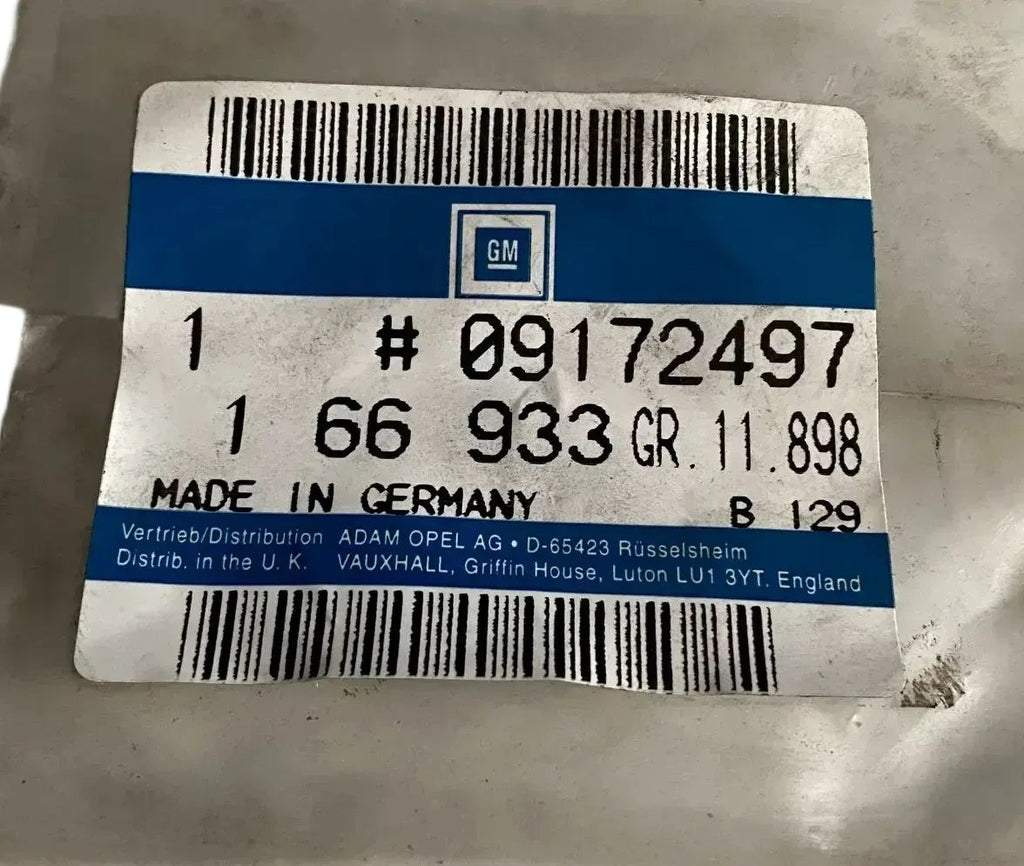 GM
1 # 09172497
1 66 933 GR. 11.898
MADE IN GERMANY B 129
Vertrieb/Distribution ADAM OPEL AG • D-65423 Rüsselsheim
Distrib. in the U. K. VAUXHALL, Griffin House, Luton LU1 3YT. England